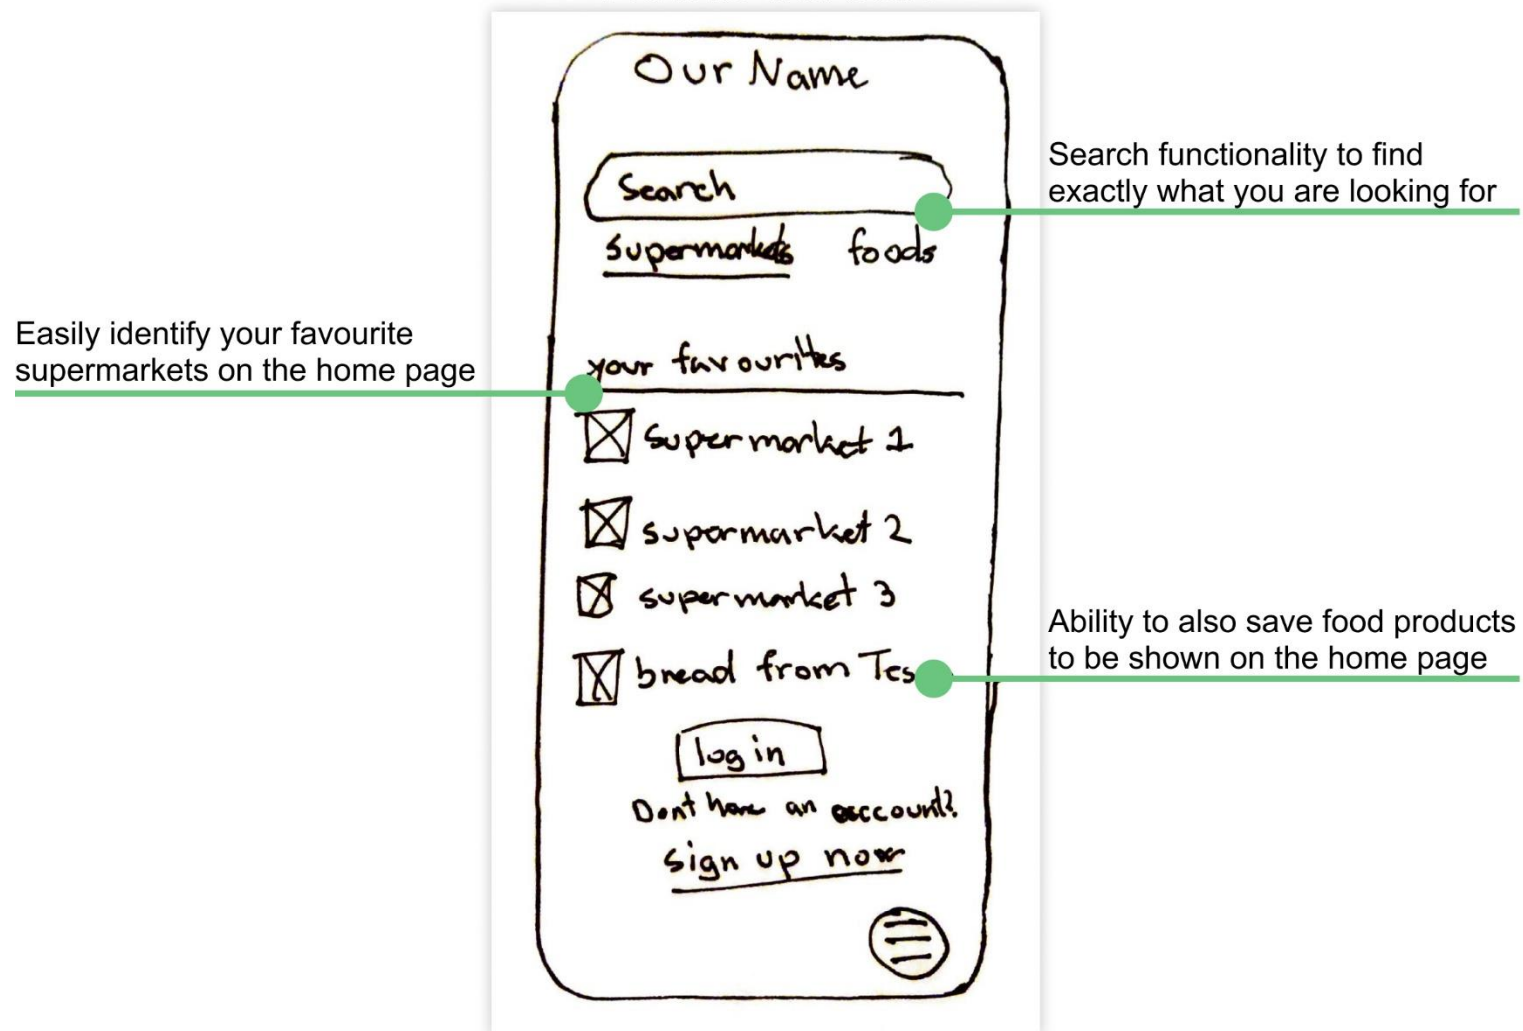 Our Name
Search
Supermarkets foods
your favourites
Supermarket 1
supermarket 2
supermarket 3
bread from Tes
log in
Dont have an account?
sign up now
Search functionality to find
exactly what you are looking for
Easily identify your favourite
supermarkets on the home page
Ability to also save food products
to be shown on the home page